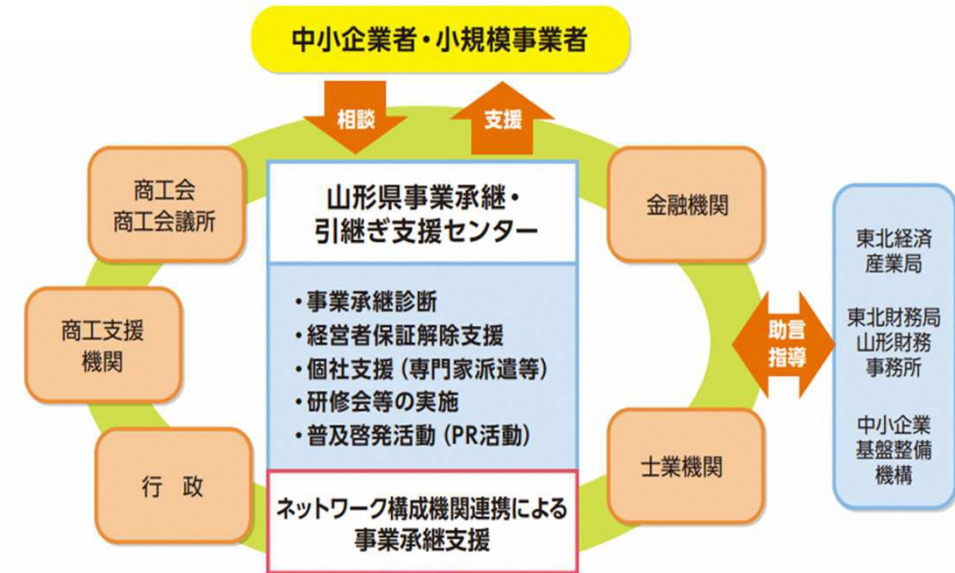 中小企業者・小規模事業者
相談
支援
商工会
商工会議所
山形県事業承継・
引継ぎ支援センター
金融機関
商工支援
機関
・事業承継診断
・経営者保証解除支援
・個社支援（専門家派遣等）
・研修会等の実施
・普及啓発活動（PR活動）
助言
指導
東北経済
産業局
東北財務局
山形財務
事務所
中小企業
基盤整備
機構
行　政
ネットワーク構成機関連携による
事業承継支援
士業機関